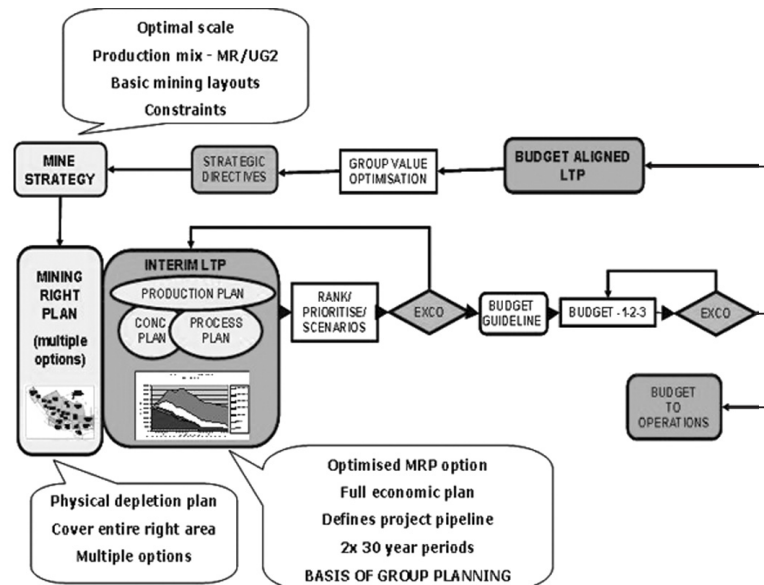 Optimal scale
Production mix - MR/UG2
Basic mining layouts
Constraints
MINE
STRATEGY
STRATEGIC
DIRECTIVES
GROUP VALUE
OPTIMISATION
BUDGET ALIGNED
LTP
MINING
RIGHT
PLAN
(multiple
options)
INTERIM LTP
PRODUCTION PLAN
CONC
PLAN
PROCESS
PLAN
RANK/
PRIORITISE/
SCENARIOS
EXCO
BUDGET
GUIDELINE
BUDGET - 1-2-3
EXCO
BUDGET
TO
OPERATIONS
Physical depletion plan
Cover entire right area
Multiple options
Optimised MRP option
Full economic plan
Defines project pipeline
2x 30 year periods
BASIS OF GROUP PLANNING